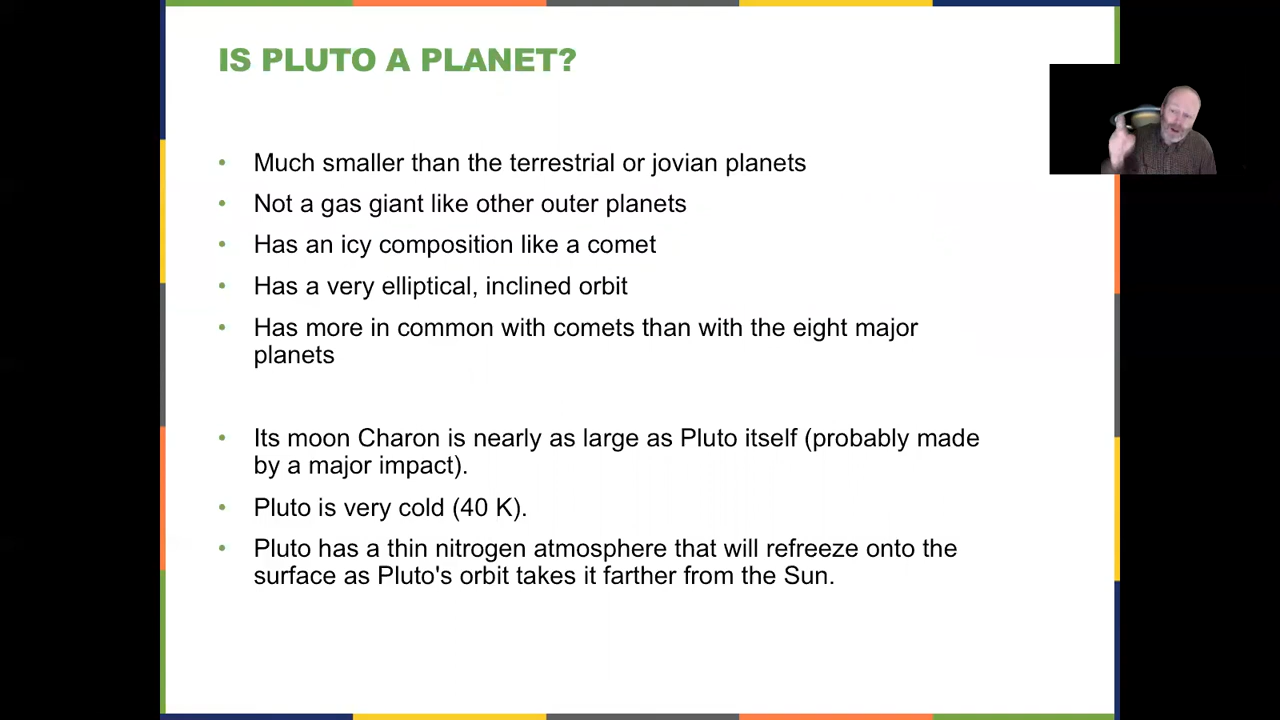 IS PLUTO A PLANET?
• Much smaller than the terrestrial or jovian planets
• Not a gas giant like other outer planets
• Has an icy composition like a comet
• Has a very elliptical, inclined orbit
• Has more in common with comets than with the eight major
planets
• Its moon Charon is nearly as large as Pluto itself (probably made
by a major impact).
• Pluto is very cold (40 K).
• Pluto has a thin nitrogen atmosphere that will refreeze onto the
surface as Pluto's orbit takes it farther from the Sun.